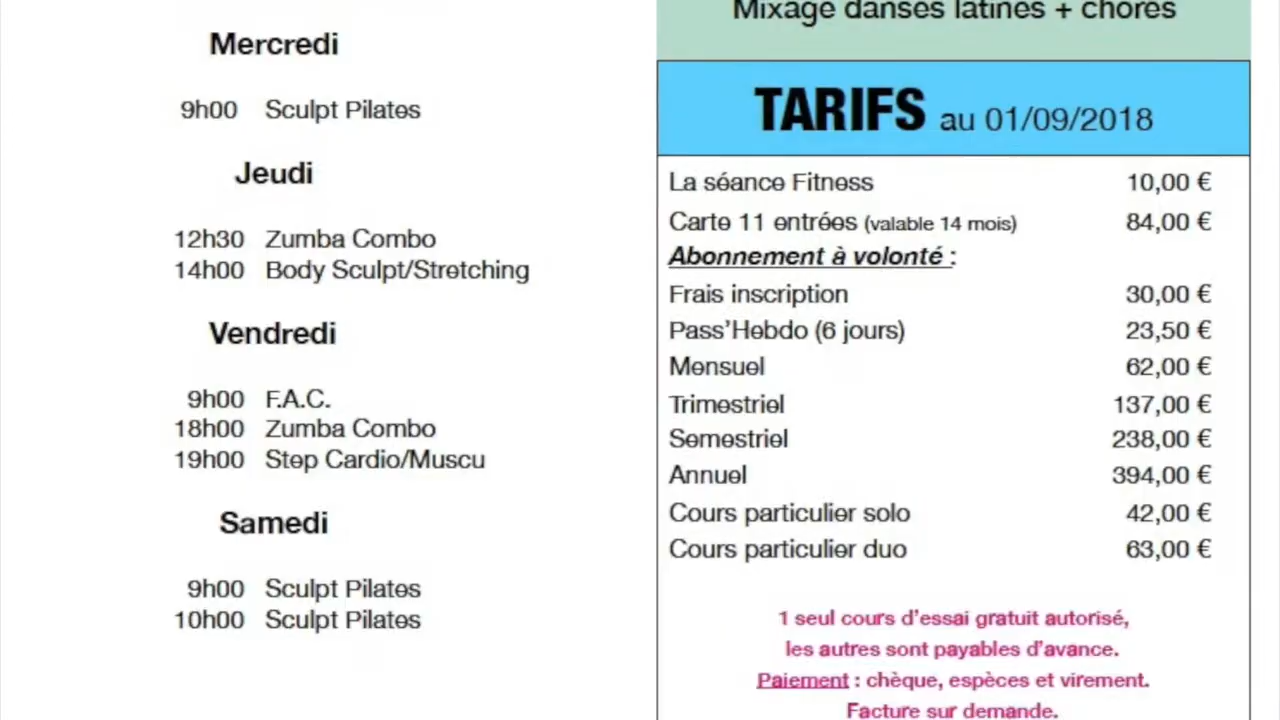 Mercredi
9h00 Sculpt Pilates
Jeudi
12h30 Zumba Combo
14h00 Body Sculpt/Stretching
Vendredi
9h00 F.A.C.
18h00 Zumba Combo
19h00 Step Cardio/Muscu
Samedi
9h00 Sculpt Pilates
10h00 Sculpt Pilates
Mixage danses latines + chorés
TARIFS au 01/09/2018
La séance Fitness 10,00 €
Carte 11 entrées (valable 14 mois) 84,00 €
Abonnement à volonté :
Frais inscription 30,00 €
Pass'Hebdo (6 jours) 23,50 €
Mensuel 62,00 €
Trimestriel 137,00 €
Semestriel 238,00 €
Annuel 394,00 €
Cours particulier solo 42,00 €
Cours particulier duo 63,00 €
1 seul cours d'essai gratuit autorisé,
les autres sont payables d'avance.
Paiement : chèque, espèces et virement.
Facture sur demande.